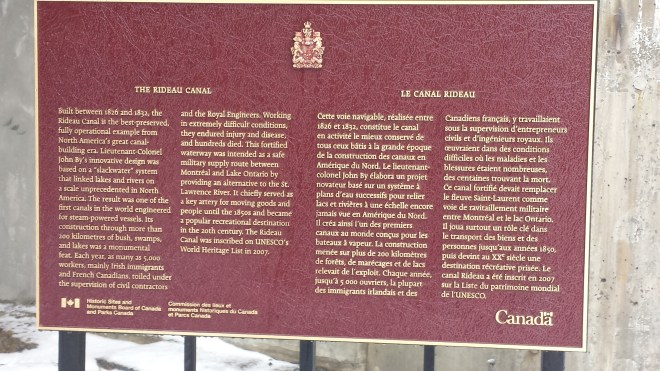 THE RIDEAU CANAL
Built between 1826 and 1832, the
Rideau Canal is the best-preserved,
fully operational example from
North America's great canal-
building era. Lieutenant-Colonel
John By's innovative design was
based on a "slackwater" system
that linked lakes and rivers on
a scale unprecedented in North
America. The result was one of the
first canals in the world engineered
for steam-powered vessels. Its
construction through more than
200 kilometres of bush, swamps,
and lakes was a monumental
feat. Each year, as many as 5,000
workers, mainly Irish immigrants
and French Canadians, toiled under
the supervision of civil contractors
and the Royal Engineers. Working
in extremely difficult conditions,
they endured injury and disease,
and hundreds died. This fortified
waterway was intended as a safe
military supply route between
Montréal and Lake Ontario by
providing an alternative to the St.
Lawrence River. It chiefly served as
a key artery for moving goods and
people until the 1850s and became
a popular recreational destination
in the 20th century. The Rideau
Canal was inscribed on UNESCO's
World Heritage List in 2007.
LE CANAL RIDEAU
Cette voie navigable, réalisée entre
1826 et 1832, constitue le canal
en activité le mieux conservé de
tous ceux bâtis à la grande époque
de la construction des canaux en
Amérique du Nord. Le lieutenant-
colonel John By élabora un projet
novateur basé sur un système à
plans d'eau successifs pour relier
lacs et rivières à une échelle encore
jamais vue en Amérique du Nord.
Il créa ainsi l'un des premiers
canaux au monde conçus pour les
bateaux à vapeur. La construction
menée sur plus de 200 kilomètres
de forêts, de marécages et de lacs
relevait de l'exploit. Chaque année,
jusqu'à 5 000 ouvriers, la plupart
des immigrants irlandais et des
Canadiens français, y travaillaient
sous la supervision d'entrepreneurs
civils et d'ingénieurs royaux. Ils
œuvraient dans des conditions
difficiles où les maladies et les
blessures étaient nombreuses,
des centaines trouvant la mort.
Ce canal fortifié devait remplacer
le fleuve Saint-Laurent comme
voie de ravitaillement militaire
entre Montréal et le lac Ontario.
Il joua surtout un rôle clé dans
le transport des biens et des
personnes jusqu'aux années 1850,
puis devint au XXe siècle une
destination récréative prisée. Le
canal Rideau a été inscrit en 2007
sur la Liste du patrimoine mondial
de l'UNESCO.
Historic Sites and
Monuments Board of Canada
and Parks Canada
Commission des lieux et
monuments historiques du Canada
et Parcs Canada
Canada